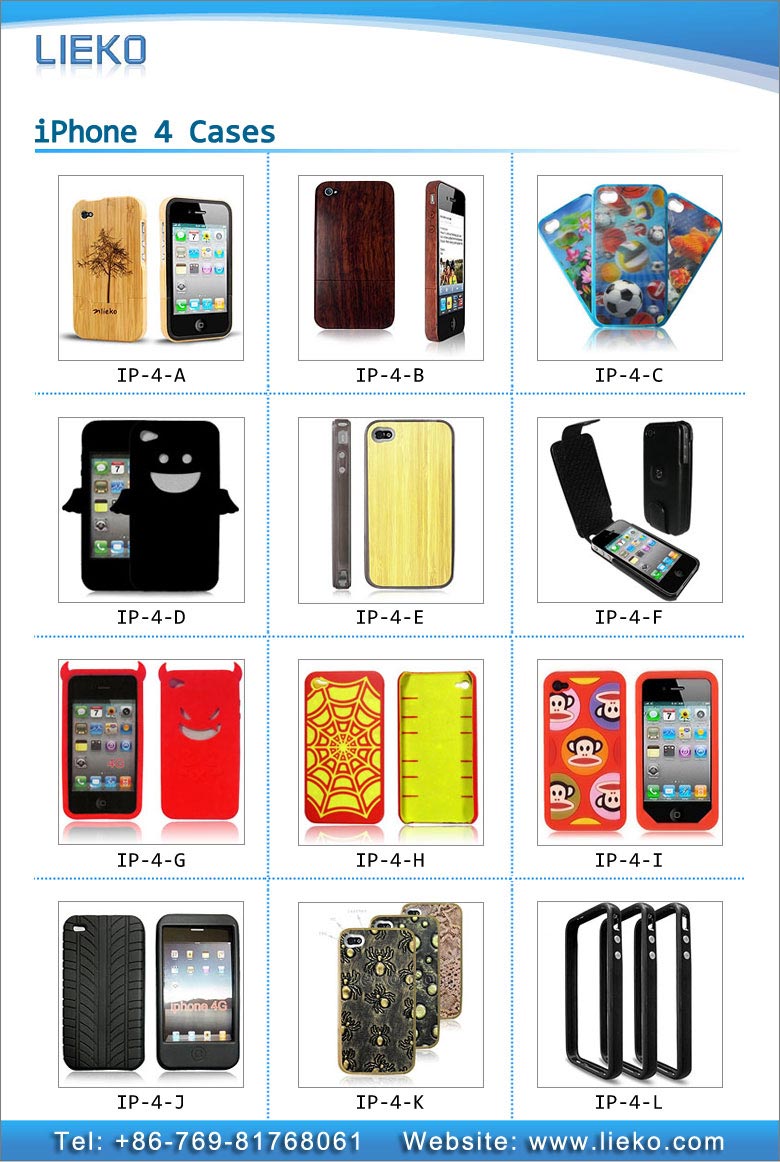 LIEKO
iPhone 4 Cases
lieko
IP-4-A
IP-4-B
IP-4-C
IP-4-D
IP-4-E
IP-4-F
IP-4-G
IP-4-H
IP-4-I
iphone 4G
IP-4-J
IP-4-K
IP-4-L
Tel: +86-769-81768061 Website: www.lieko.com